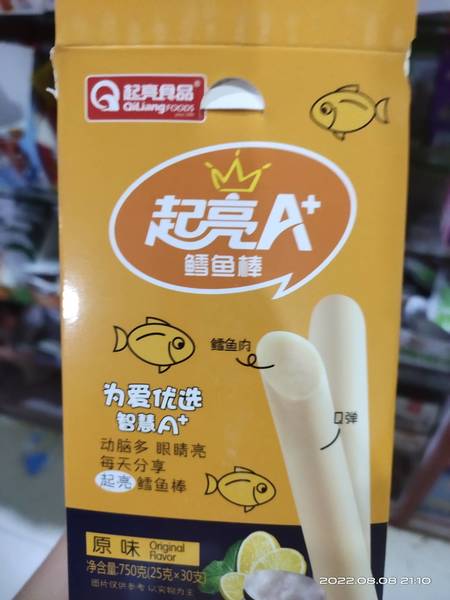 起亮食品
QiLiang FOODS
起亮A+
鳕鱼棒
鳕鱼肉
Q弹
为爱优选
智慧A+
动脑多 眼睛亮
每天分享
起亮 鳕鱼棒
原味 Original Flavor
净含量:750克(25克×30支)
图片仅供参考 以实物为主
2022.08.08 21:10